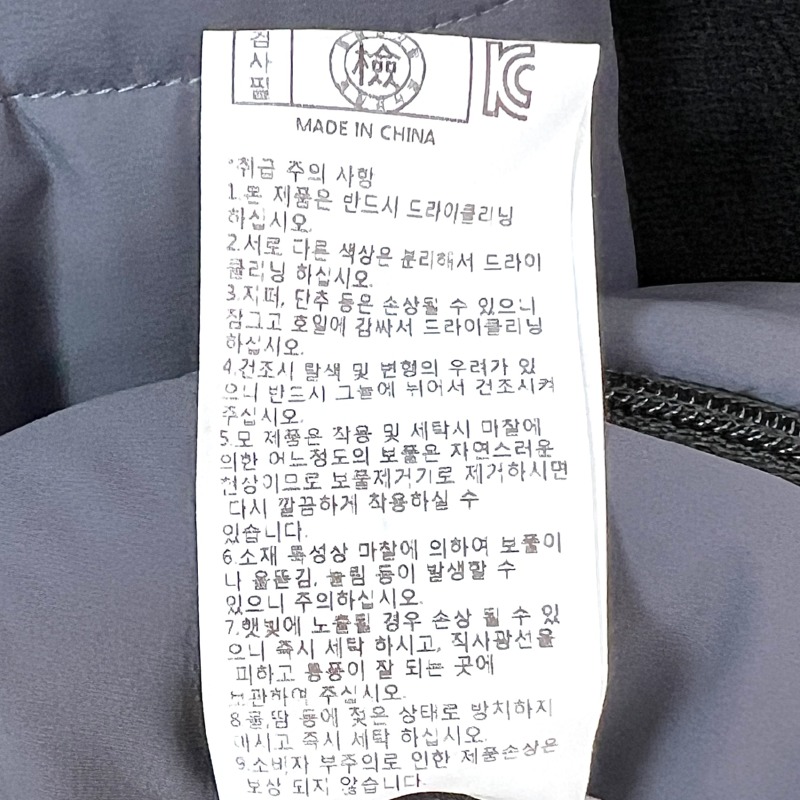 검
사
필
檢
KC
MADE IN CHINA
*취급 주의 사항
1.본 제품은 반드시 드라이클리닝
하십시오.
2.서로 다른 색상은 분리해서 드라이
클리닝 하십시오.
3.지퍼, 단추 등은 손상될 수 있으니
잠그고 호일에 감싸서 드라이클리닝
하십시오.
4.건조시 탈색 및 변형의 우려가 있
으니 반드시 그늘에 뉘어서 건조시켜
주십시오.
5.모 제품은 착용 및 세탁시 마찰에
의한 어느정도의 보풀은 자연스러운
현상이므로 보풀제거기로 제거하시면
다시 깔끔하게 착용하실 수
있습니다.
6.소재 특성상 마찰에 의하여 보풀이
나 올뜯김, 눌림 등이 발생할 수
있으니 주의하십시오.
7.햇빛에 노출될 경우 손상 될 수 있
으니 즉시 세탁 하시고, 직사광선을
피하고 통풍이 잘 되는 곳에
보관하여 주십시오.
8.물,땀 등에 젖은 상태로 방치하지
마시고 즉시 세탁 하십시오.
9.소비자 부주의로 인한 제품손상은
보상 되지 않습니다.